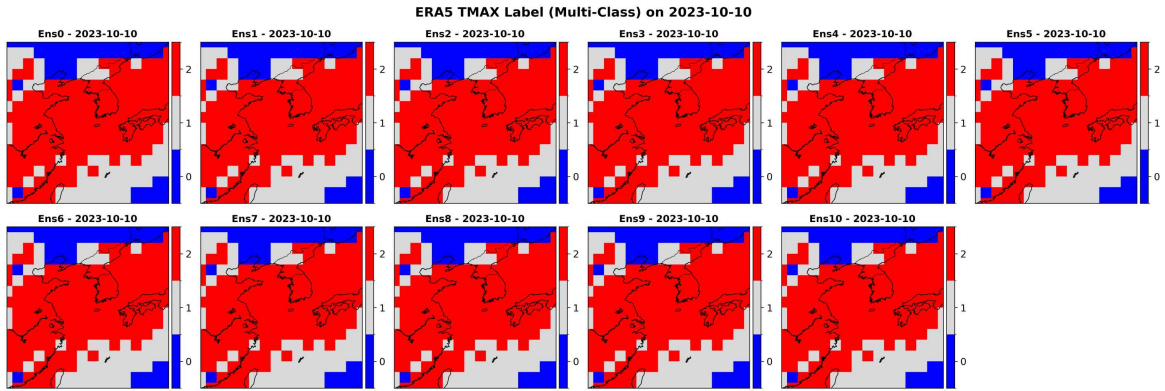 ERA5 TMAX Label (Multi-Class) on 2023-10-10
Ens0 - 2023-10-10
Ens1 - 2023-10-10
Ens2 - 2023-10-10
Ens3 - 2023-10-10
Ens4 - 2023-10-10
Ens5 - 2023-10-10
2
1
0
2
1
0
2
1
0
2
1
0
2
1
0
2
1
0
Ens6 - 2023-10-10
Ens7 - 2023-10-10
Ens8 - 2023-10-10
Ens9 - 2023-10-10
Ens10 - 2023-10-10
2
1
0
2
1
0
2
1
0
2
1
0
2
1
0